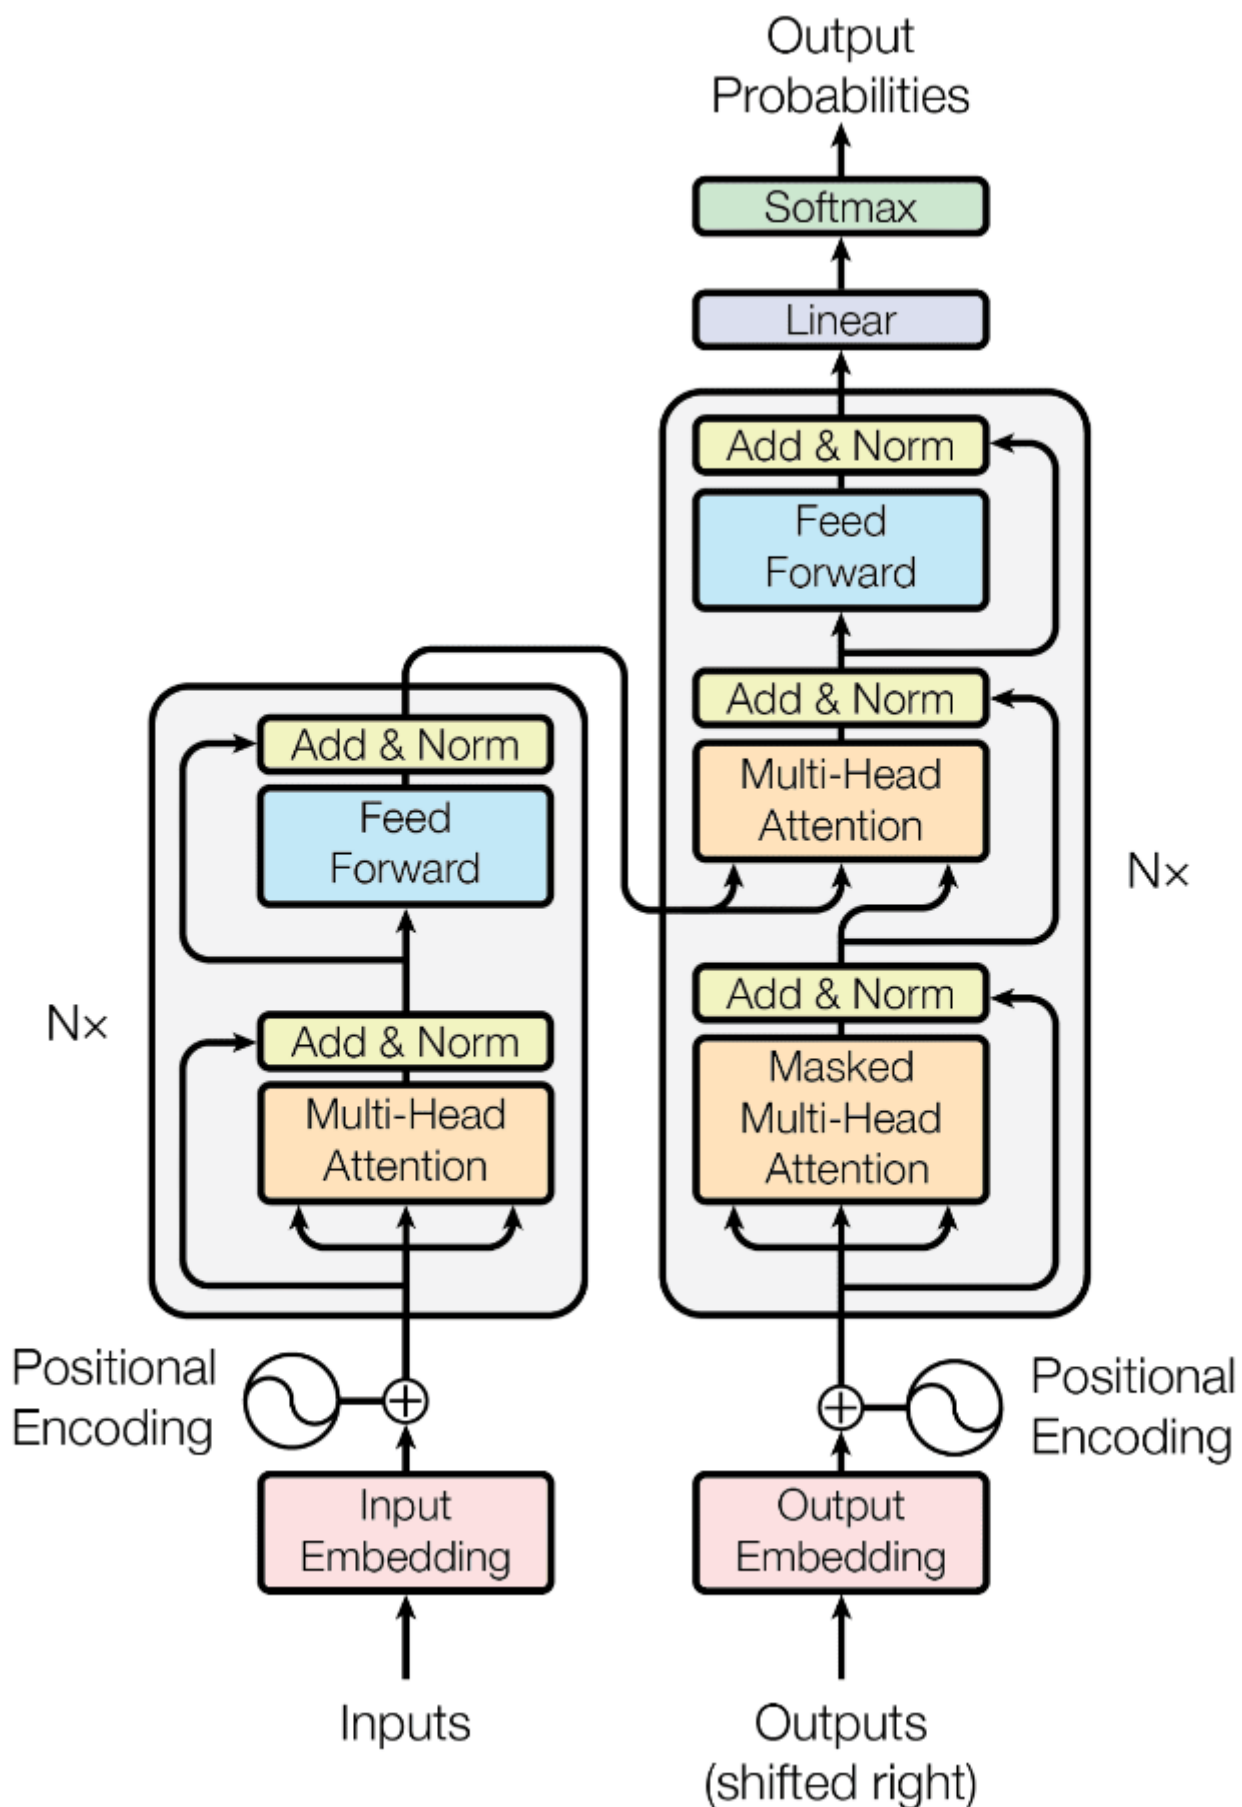 Output
Probabilities
Softmax
Linear
Add & Norm
Feed
Forward
Add & Norm
Multi-Head
Attention
Add & Norm
Masked
Multi-Head
Attention
Nx
Add & Norm
Feed
Forward
Add & Norm
Multi-Head
Attention
Nx
Positional
Encoding
Positional
Encoding
Input
Embedding
Output
Embedding
Inputs
Outputs
(shifted right)